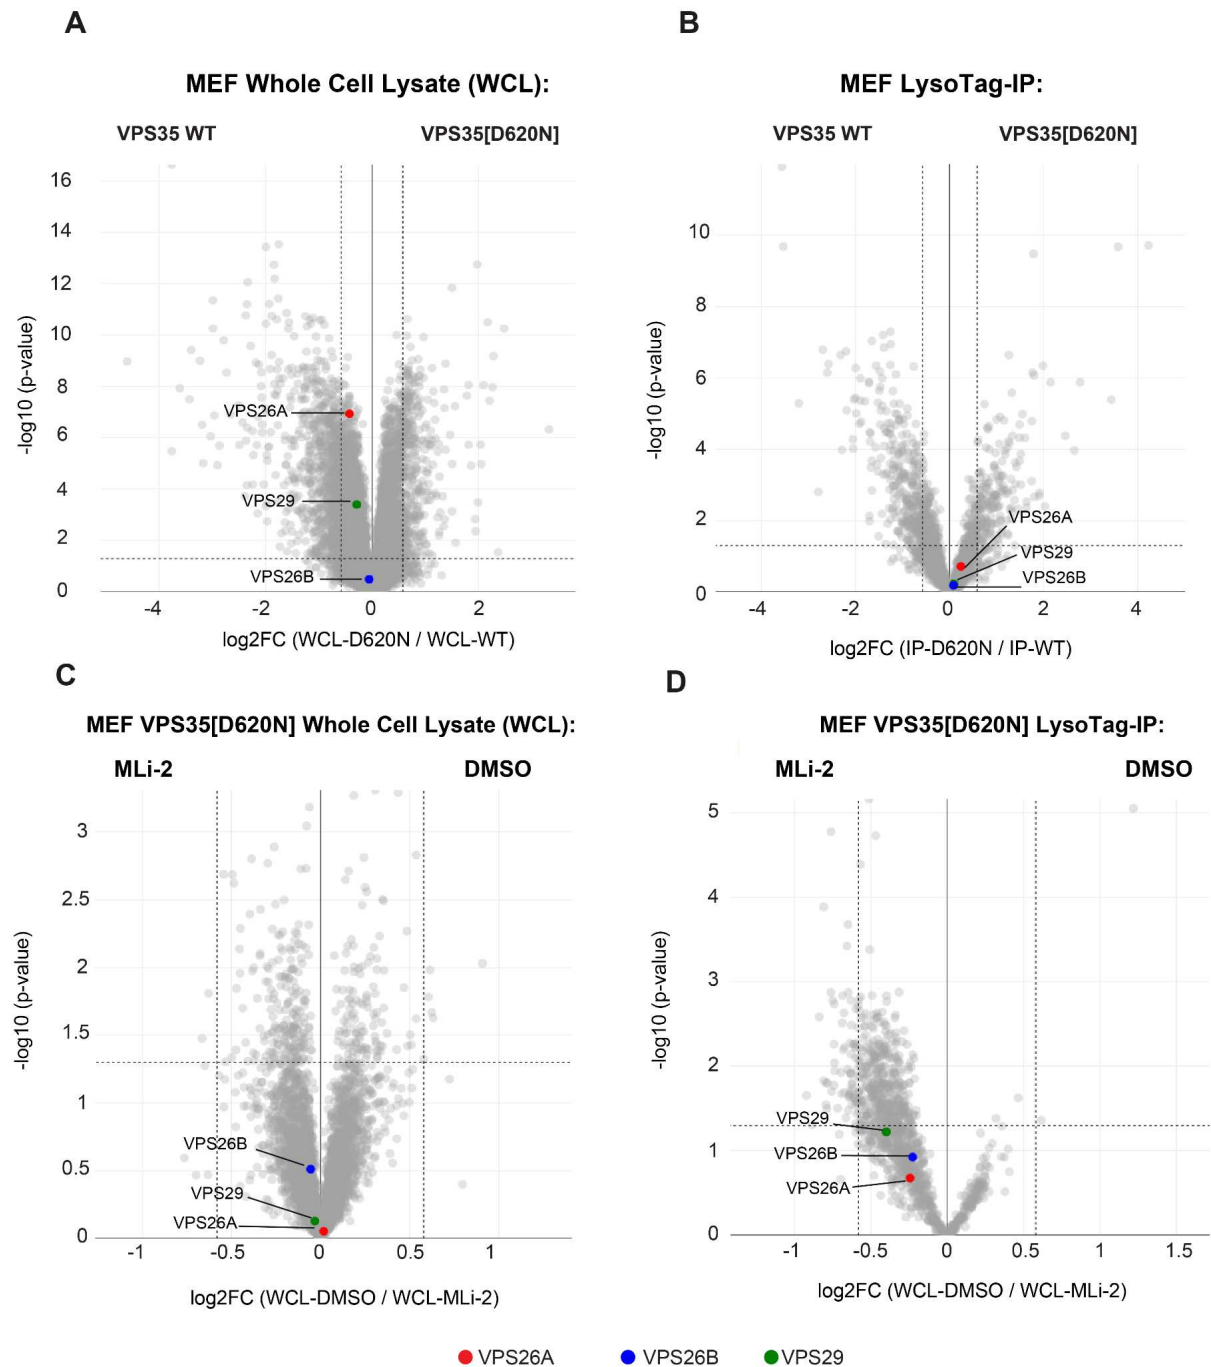 A
MEF Whole Cell Lysate (WCL):
VPS35 WT
VPS35[D620N]
16
14
12
10
8
6
4
2
0
-log10 (p-value)
VPS26A
VPS29
VPS26B
-4
-2
0
2
log2FC (WCL-D620N / WCL-WT)
B
MEF LysoTag-IP:
VPS35 WT
VPS35[D620N]
10
8
6
4
2
0
-log10 (p-value)
VPS26A
VPS29
VPS26B
-4
-2
0
2
4
log2FC (IP-D620N / IP-WT)
C
MEF VPS35[D620N] Whole Cell Lysate (WCL):
MLi-2
DMSO
3
2.5
2
1.5
1
0.5
0
-log10 (p-value)
VPS26B
VPS29
VPS26A
-1
-0.5
0
0.5
1
log2FC (WCL-DMSO / WCL-MLi-2)
D
MEF VPS35[D620N] LysoTag-IP:
MLi-2
DMSO
5
4
3
2
1
0
-log10 (p-value)
VPS29
VPS26B
VPS26A
-1
-0.5
0
0.5
1
1.5
log2FC (WCL-DMSO / WCL-MLi-2)
VPS26A
VPS26B
VPS29